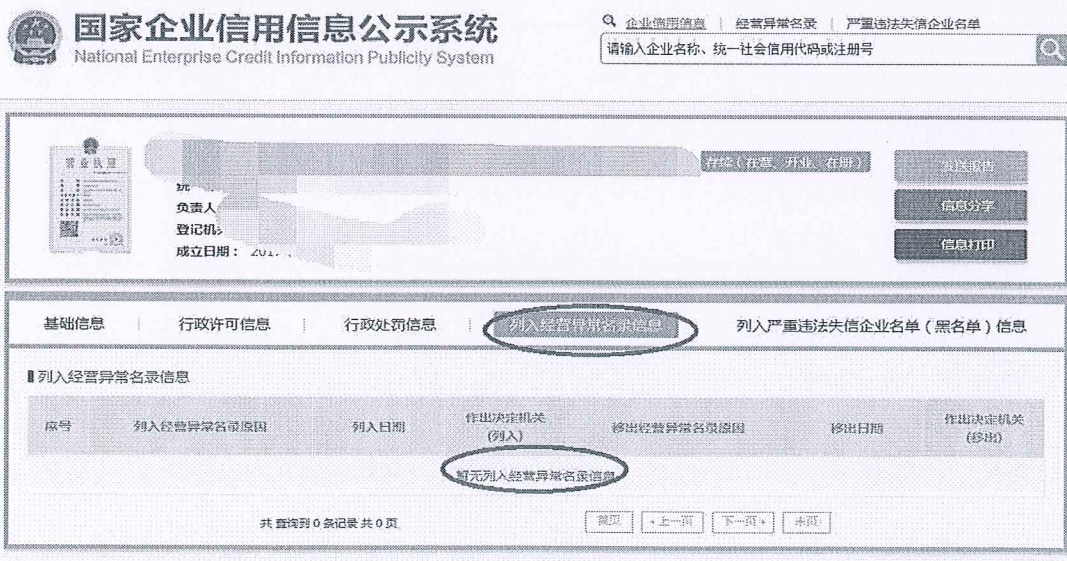 国家企业信用信息公示系统
National Enterprise Credit Information Publicity System
企业信用信息 | 经营异常名录 | 严重违法失信企业名单
请输入企业名称、统一社会信用代码或注册号
营业执照
存续(在营、开业、在册)
发送报告
统
负责人
信息分享
登记机关
成立日期: 201
信息打印
基础信息 | 行政许可信息 | 行政处罚信息 | 列入经营异常名录信息 列入严重违法失信企业名单(黑名单)信息
列入经营异常名录信息
序号 列入经营异常名录原因 列入日期 作出决定机关(列入) 移出经营异常名录原因 移出日期 作出决定机关(移出)
暂无列入经营异常名录信息
共 查询到 0 条记录 共 0 页 首页 上一页 下一页 末页